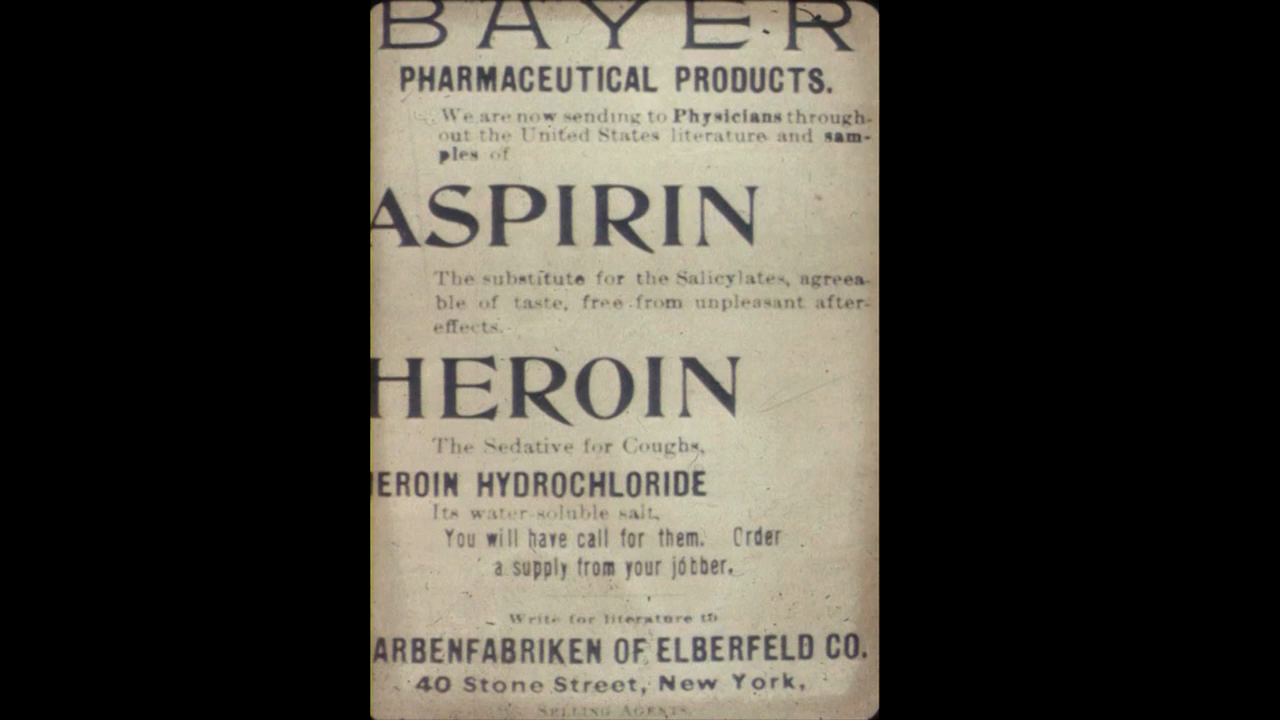 BAYER
PHARMACEUTICAL PRODUCTS.
We are now sending to Physicians through-
out the United States literature and sam-
ples of
ASPIRIN
The substitute for the Salicylates, agreea-
ble of taste, free from unpleasant after-
effects.
HEROIN
The Sedative for Coughs,
HEROIN HYDROCHLORIDE
Its water-soluble salt.
You will have call for them. Order
a supply from your jobber.
Write for literature to
ARBENFABRIKEN OF ELBERFELD CO.
40 Stone Street, New York,
SELLING AGENTS.